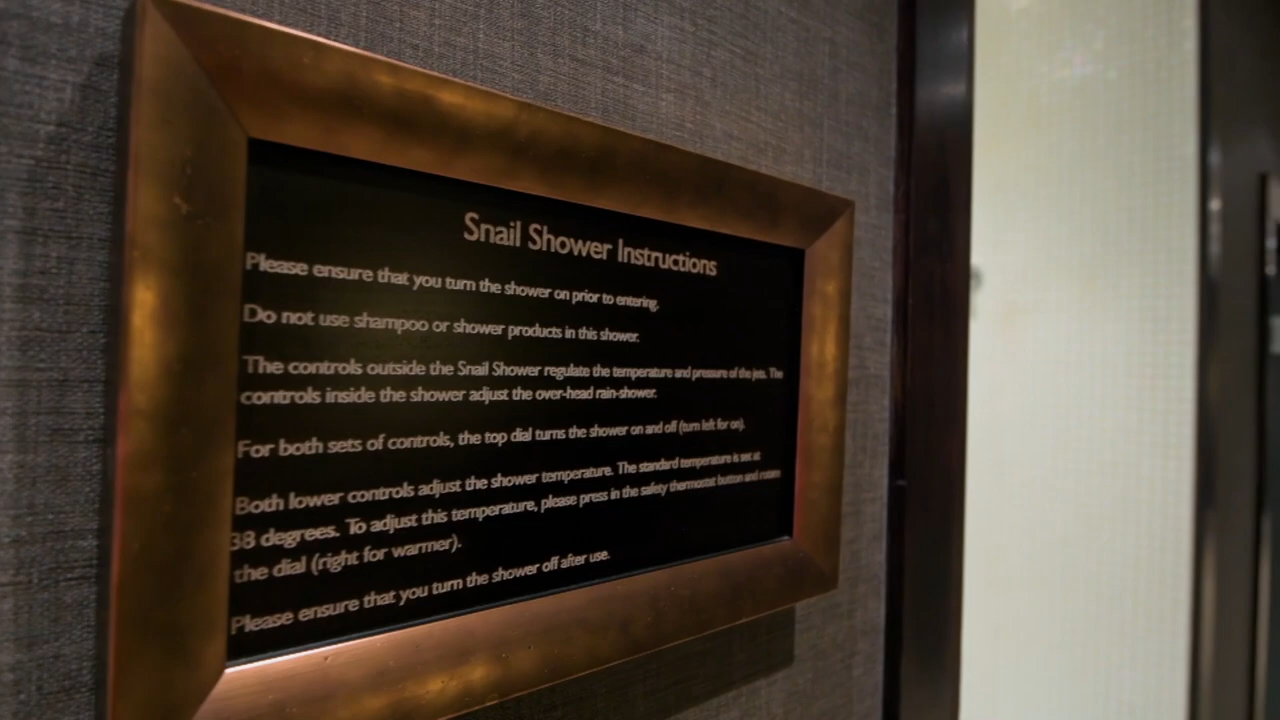 Snail Shower Instructions
Please ensure that you turn the shower on prior to entering.
Do not use shampoo or shower products in this shower.
The controls outside the Snail Shower regulate the temperature and pressure of the jets. The
controls inside the shower adjust the over-head rain-shower.
For both sets of controls, the top dial turns the shower on and off (turn left for on).
Both lower controls adjust the shower temperature. The standard temperature is set at
38 degrees. To adjust this temperature, please press in the safety thermostat button and rotate
the dial (right for warmer).
Please ensure that you turn the shower off after use.